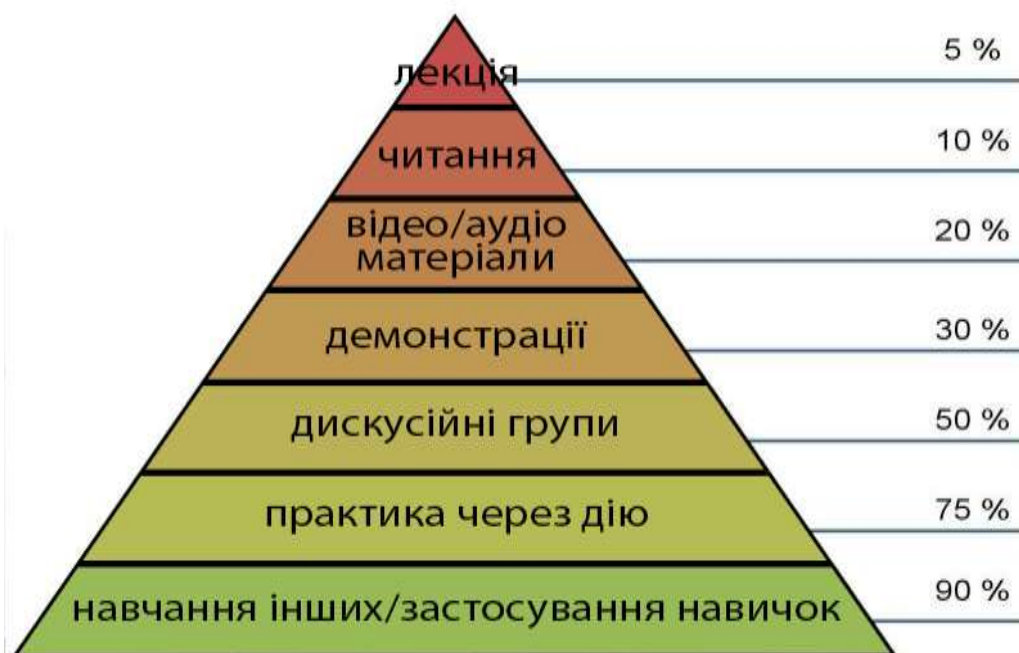 лекція
5 %
читання
10 %
відео/аудіо
матеріали
20 %
демонстрації
30 %
дискусійні групи
50 %
практика через дію
75 %
навчання інших/застосування навичок
90 %